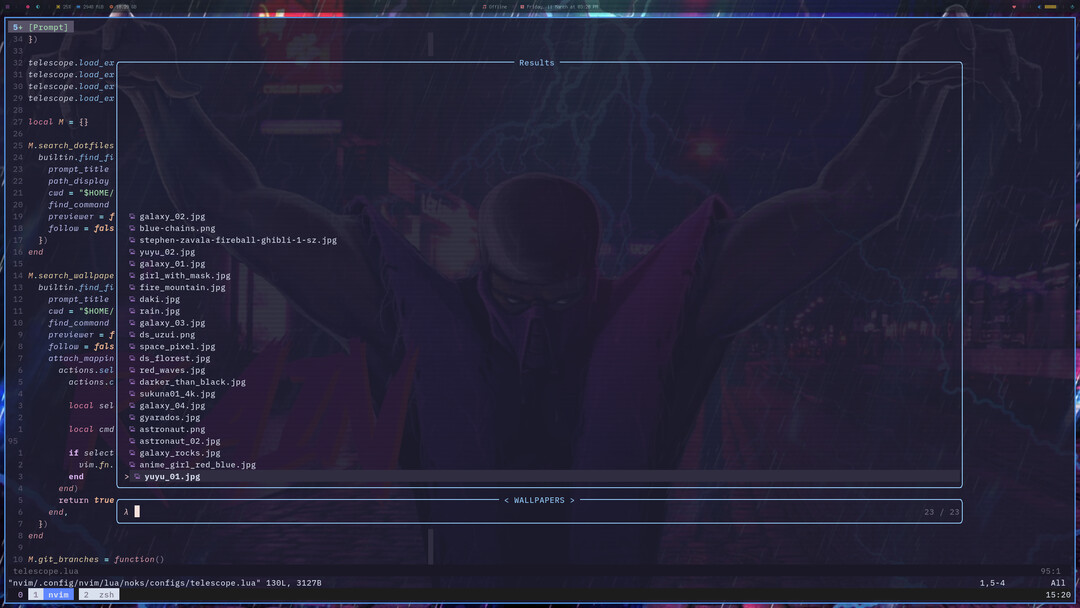 Offline
Friday, 11 March at 03:20 PM
5+ [Prompt]
34 })
33
32 telescope.load_ex
31 telescope.load_ex
30 telescope.load_ex
29 telescope.load_ex
28
27 local M = {}
26
25 M.search_dotfiles
24 builtin.find_fi
23 prompt_title
22 path_display
21 cwd = "$HOME/
20 find_command
19 previewer = f
18 follow = fals
17 })
16 end
15
14 M.search_wallpape
13 builtin.find_fi
12 prompt_title
11 cwd = "$HOME/
10 find_command
9 previewer = f
8 follow = fals
7 attach_mappin
6 actions.sel
5 actions.c
4
3 local sel
2
1 local cmd
95
1 if select
2 vim.fn.
3 end
4 end)
5 return true
6 end,
7 })
8 end
9
10 M.git_branches = function()
Results
galaxy_02.jpg
blue-chains.png
stephen-zavala-fireball-ghibli-1-sz.jpg
yuyu_02.jpg
galaxy_01.jpg
girl_with_mask.jpg
fire_mountain.jpg
daki.jpg
rain.jpg
galaxy_03.jpg
ds_uzui.png
space_pixel.jpg
ds_florest.jpg
red_waves.jpg
darker_than_black.jpg
sukuna01_4k.jpg
galaxy_04.jpg
gyarados.jpg
astronaut.png
astronaut_02.jpg
galaxy_rocks.jpg
anime_girl_red_blue.jpg
> yuyu_01.jpg
< WALLPAPERS >
λ 23 / 23
telescope.lua 95:1
"nvim/.config/nvim/lua/noks/configs/telescope.lua" 130L, 3127B 1,5-4 All
0 1 nvim 2 zsh 15:20